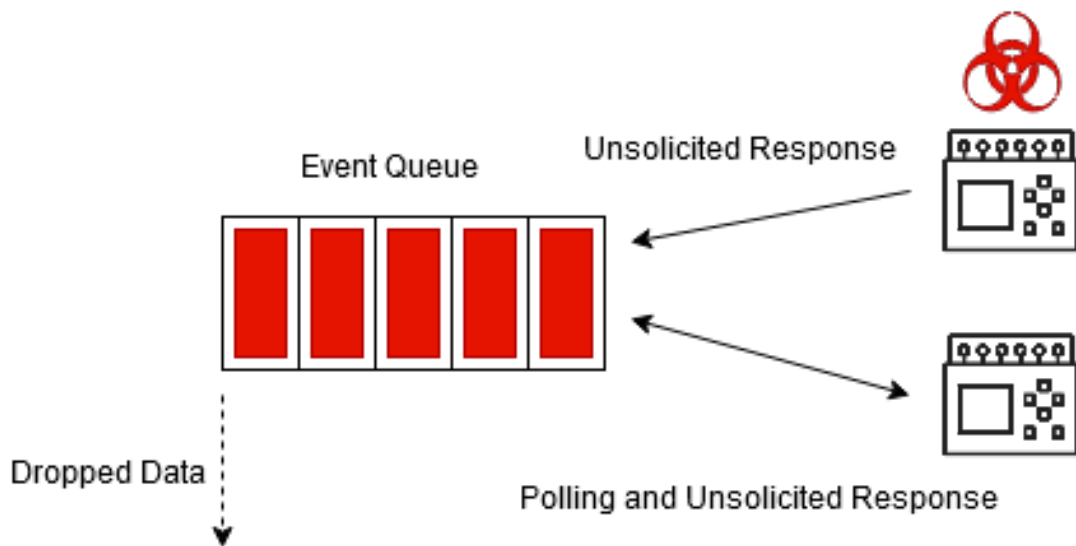 Unsolicited Response
Event Queue
Dropped Data
Polling and Unsolicited Response